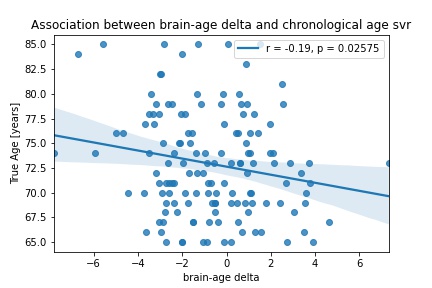 Association between brain-age delta and chronological age svr
r = -0.19, p = 0.02575
True Age [years]
85.0
82.5
80.0
77.5
75.0
72.5
70.0
67.5
65.0
−6 −4 −2 0 2 4 6
brain-age delta